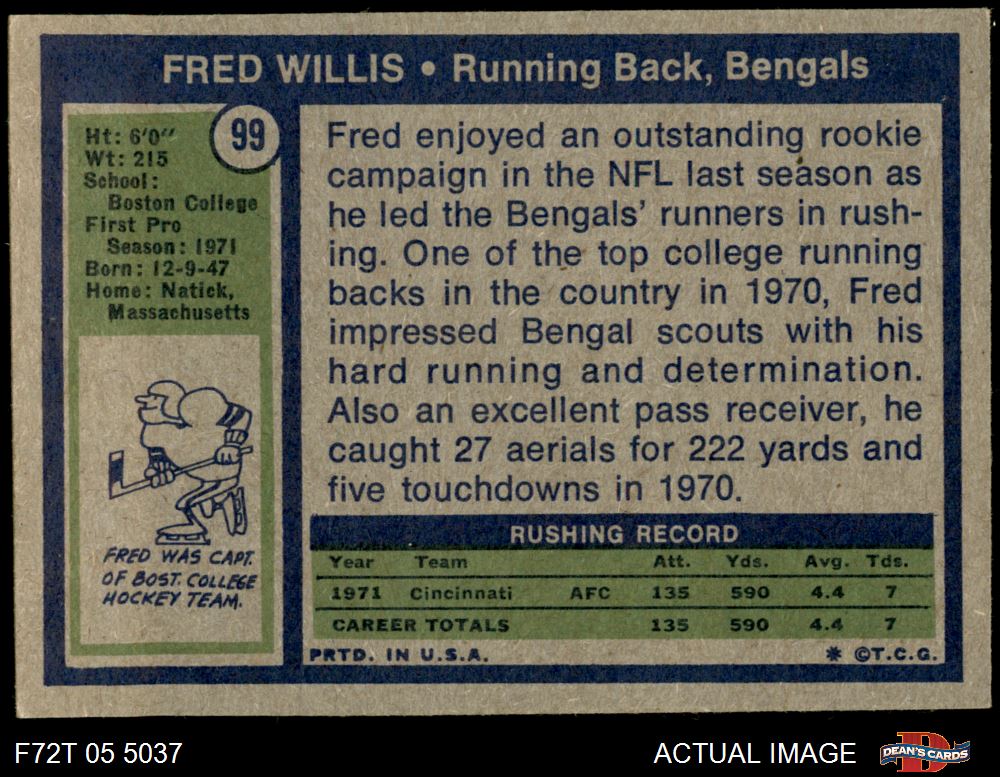 FRED WILLIS • Running Back, Bengals
99
Ht: 6'0"
Wt: 215
School:
Boston College
First Pro
Season: 1971
Born: 12-9-47
Home: Natick,
Massachusetts
FRED WAS CAPT.
OF BOST. COLLEGE
HOCKEY TEAM.
Fred enjoyed an outstanding rookie
campaign in the NFL last season as
he led the Bengals' runners in rush-
ing. One of the top college running
backs in the country in 1970, Fred
impressed Bengal scouts with his
hard running and determination.
Also an excellent pass receiver, he
caught 27 aerials for 222 yards and
five touchdowns in 1970.
RUSHING RECORD
Year Team Att. Yds. Avg. Tds.
1971 Cincinnati AFC 135 590 4.4 7
CAREER TOTALS 135 590 4.4 7
PRTD. IN U.S.A. * ©T.C.G.
F72T 05 5037 ACTUAL IMAGE DEAN'S CARDS